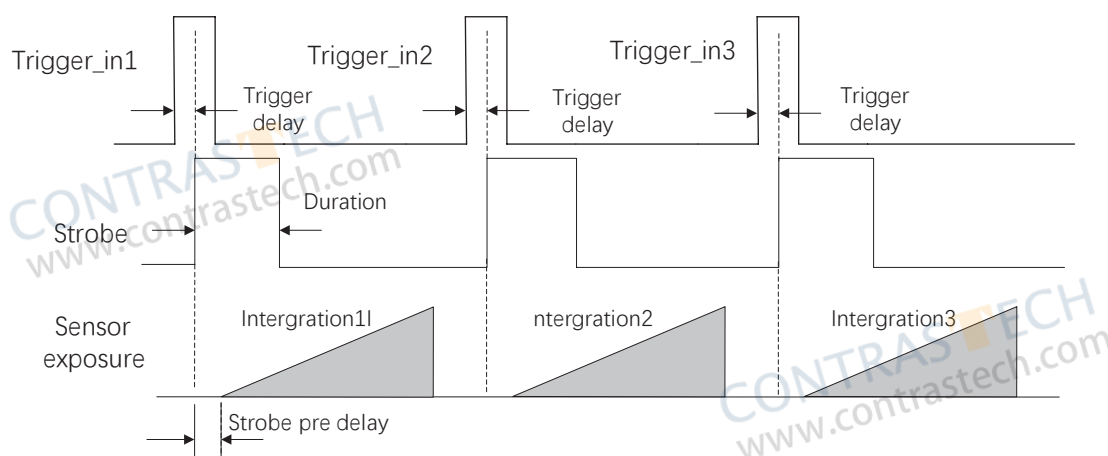 Trigger_in1
Trigger_in2
Trigger_in3
Trigger
delay
Trigger
delay
Trigger
delay
CONTRASTECH
www.contrastech.com
Duration
Strobe
Intergration1I
ntergration2
Intergration3
Sensor
exposure
CONTRASTECH
www.contrastech.com
Strobe pre delay